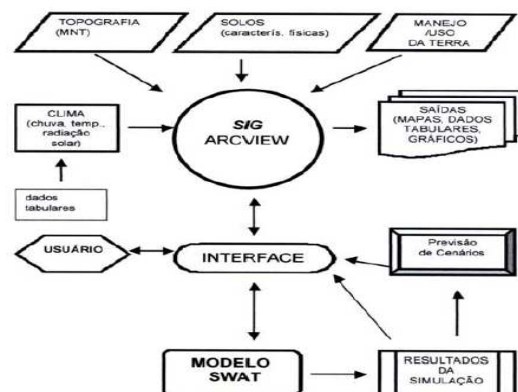 TOPOGRAFIA
(MNT)
SOLOS
(caracterís. físicas)
MANEJO
/USO
DA TERRA
CLIMA
(chuva, temp.,
radiação
solar)
SIG
ARCVIEW
SAÍDAS
(MAPAS, DADOS
TABULARES,
GRÁFICOS)
dados
tabulares
USUÁRIO
INTERFACE
Previsão
de Cenários
MODELO
SWAT
RESULTADOS
DA
SIMULAÇÃO